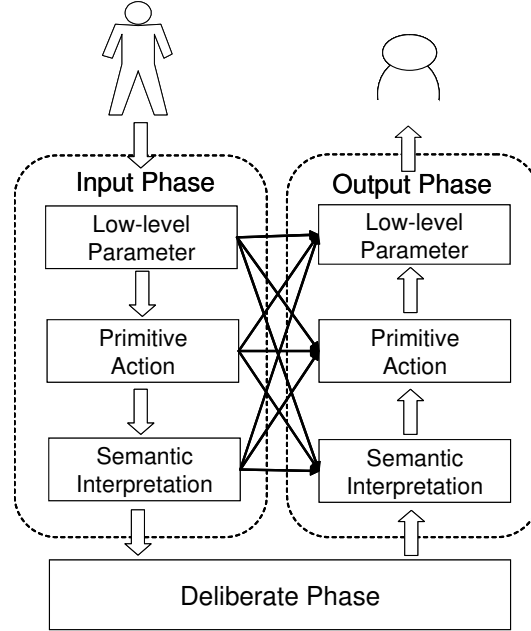 Input Phase
Low-level
Parameter
Primitive
Action
Semantic
Interpretation
Output Phase
Low-level
Parameter
Primitive
Action
Semantic
Interpretation
Deliberate Phase